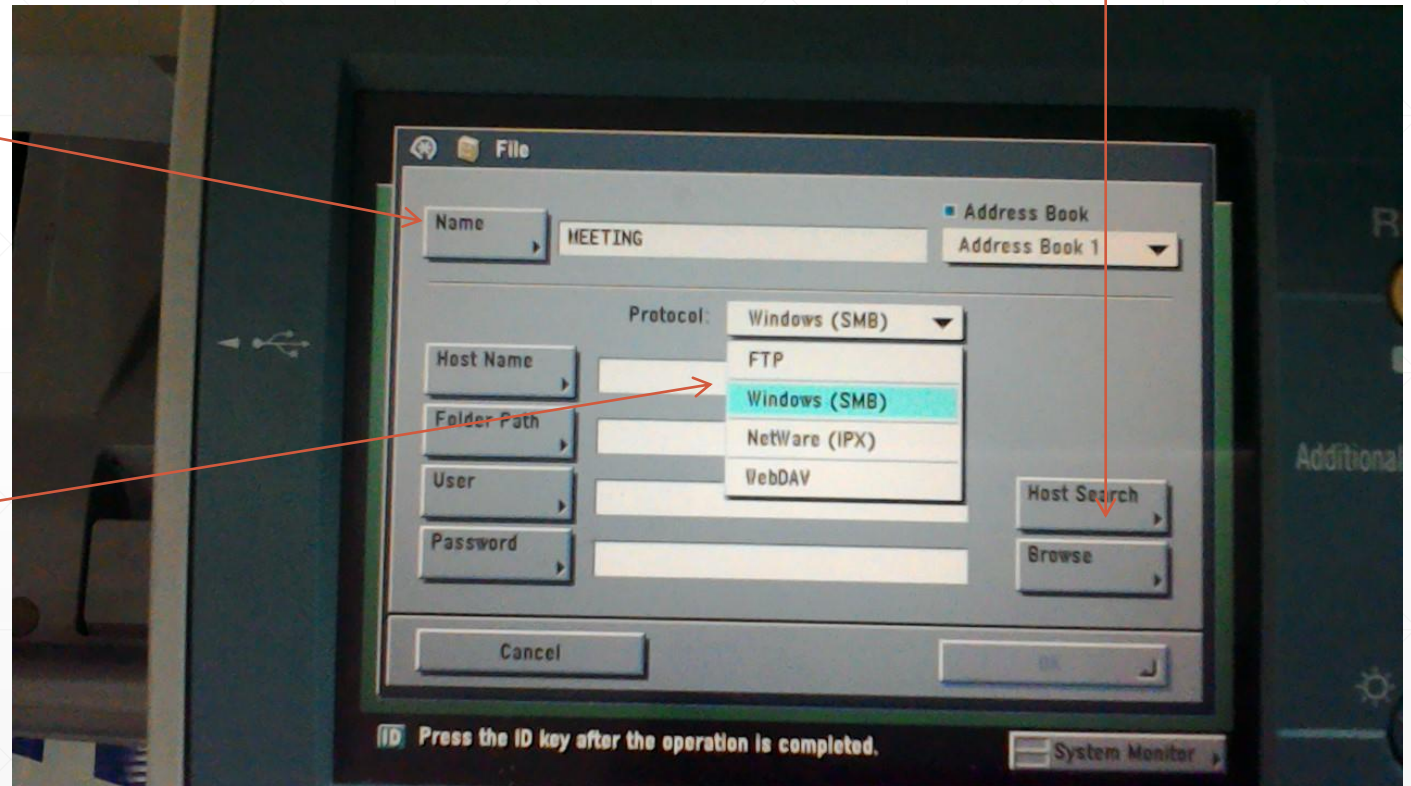 File
Name
MEETING
Address Book
Address Book 1
Protocol:
Windows (SMB)
FTP
Windows (SMB)
NetWare (IPX)
WebDAV
Host Name
Folder Path
User
Password
Host Search
Browse
Cancel
OK
ID Press the ID key after the operation is completed.
System Monitor
R
Additional